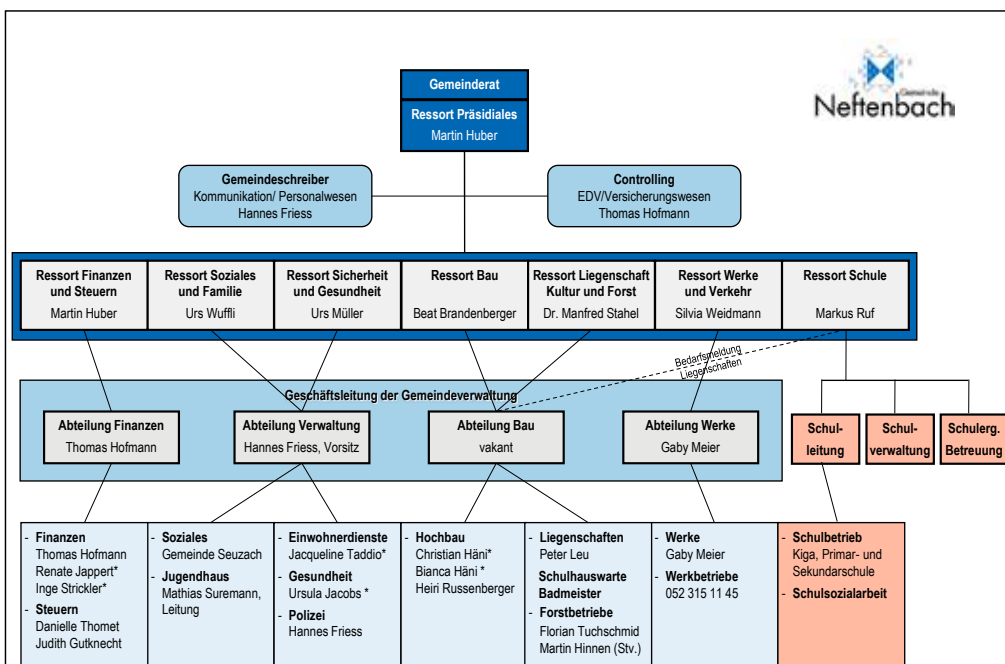 Gemeinde
Neftenbach
Gemeinderat
Ressort Präsidiales
Martin Huber
Gemeindeschreiber
Kommunikation/ Personalwesen
Hannes Friess
Controlling
EDV/Versicherungswesen
Thomas Hofmann
Ressort Finanzen
und Steuern
Martin Huber
Ressort Soziales
und Familie
Urs Wuffli
Ressort Sicherheit
und Gesundheit
Urs Müller
Ressort Bau
Beat Brandenberger
Ressort Liegenschaft
Kultur und Forst
Dr. Manfred Stahel
Ressort Werke
und Verkehr
Silvia Weidmann
Ressort Schule
Markus Ruf
Bedarfsmeldung
Liegenschaften
Geschäftsleitung der Gemeindeverwaltung
Abteilung Finanzen
Thomas Hofmann
Abteilung Verwaltung
Hannes Friess, Vorsitz
Abteilung Bau
vakant
Abteilung Werke
Gaby Meier
Schul-
leitung
Schul-
verwaltung
Schulerg.
Betreuung
- Finanzen
Thomas Hofmann
Renate Jappert*
Inge Strickler*
- Steuern
Danielle Thomet
Judith Gutknecht
- Soziales
Gemeinde Seuzach
- Jugendhaus
Mathias Suremann,
Leitung
- Einwohnerdienste
Jacqueline Taddio*
- Gesundheit
Ursula Jacobs *
- Polizei
Hannes Friess
- Hochbau
Christian Häni*
Bianca Häni *
Heiri Russenberger
- Liegenschaften
Peter Leu
Schulhauswarte
Badmeister
- Forstbetriebe
Florian Tuchschmid
Martin Hinnen (Stv.)
- Werke
Gaby Meier
- Werkbetriebe
052 315 11 45
- Schulbetrieb
Kiga, Primar- und
Sekundarschule
- Schulsozialarbeit